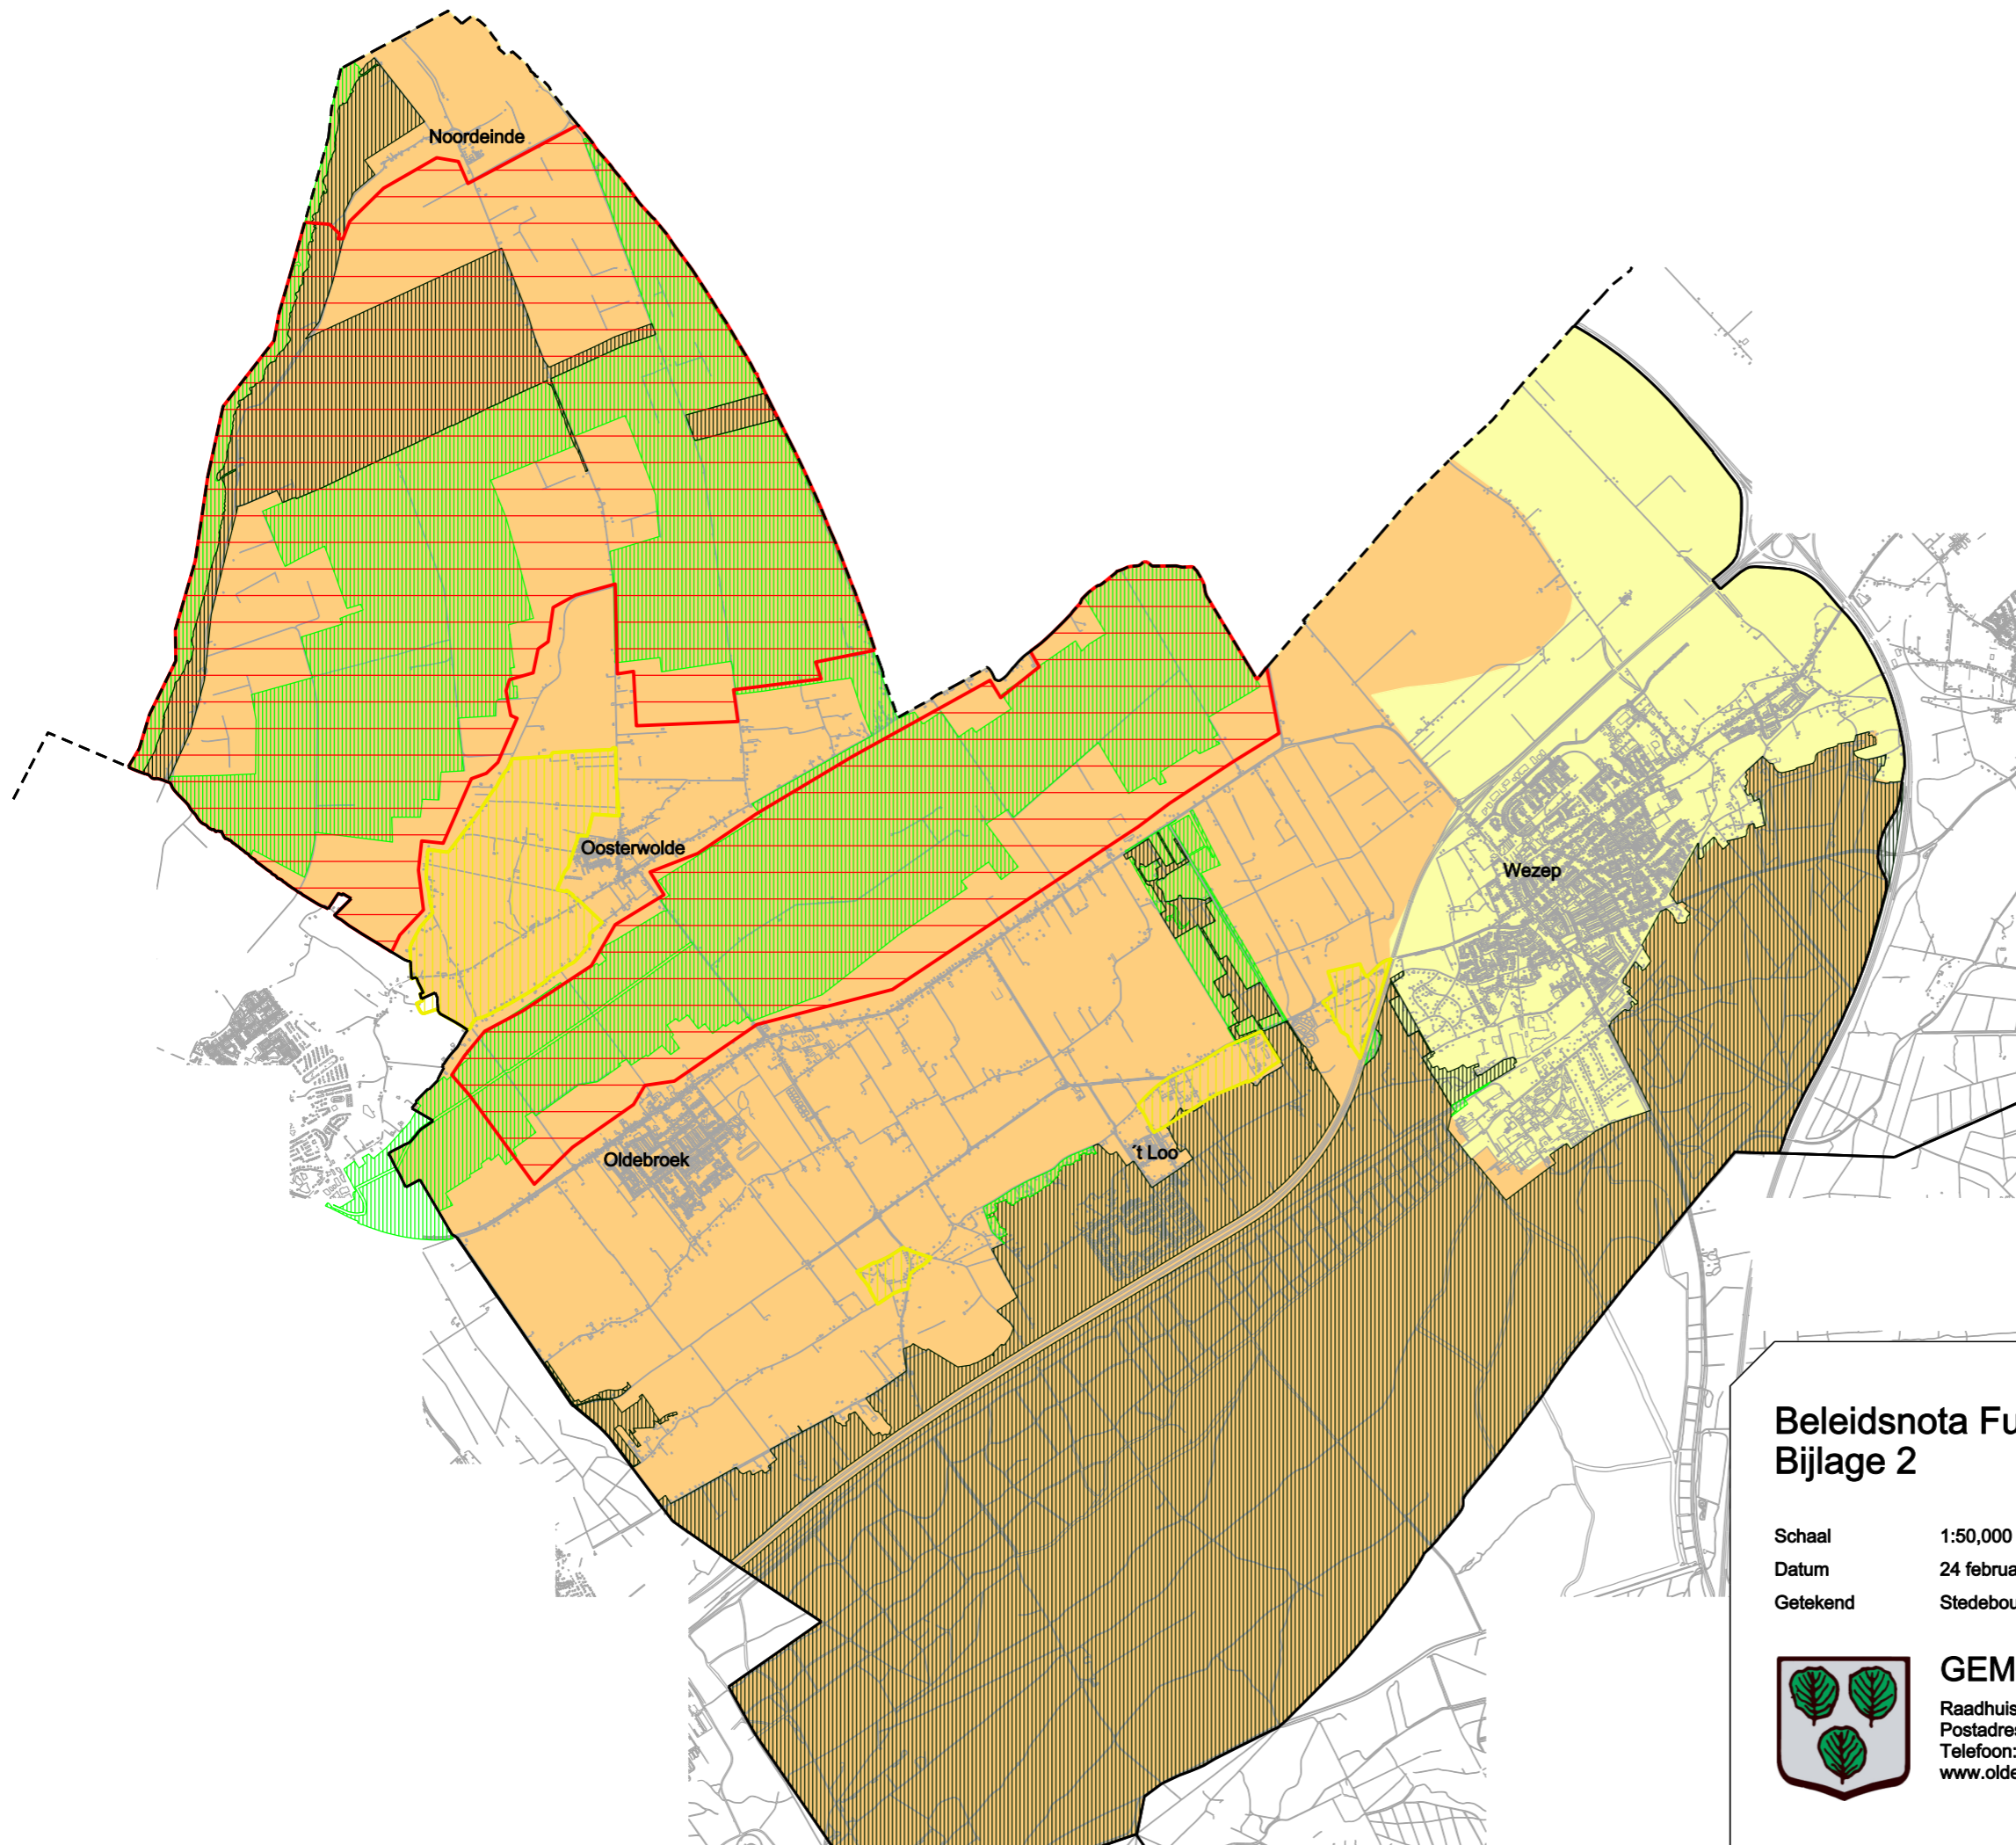 Noordeinde
Oosterwolde
Wezep
Oldebroek
't Loo
Beleidsnota Fu
Bijlage 2
Schaal 1:50,000
Datum 24 februa
Getekend Stedebou
GEM
Raadhuis
Postadres
Telefoon:
www.olde